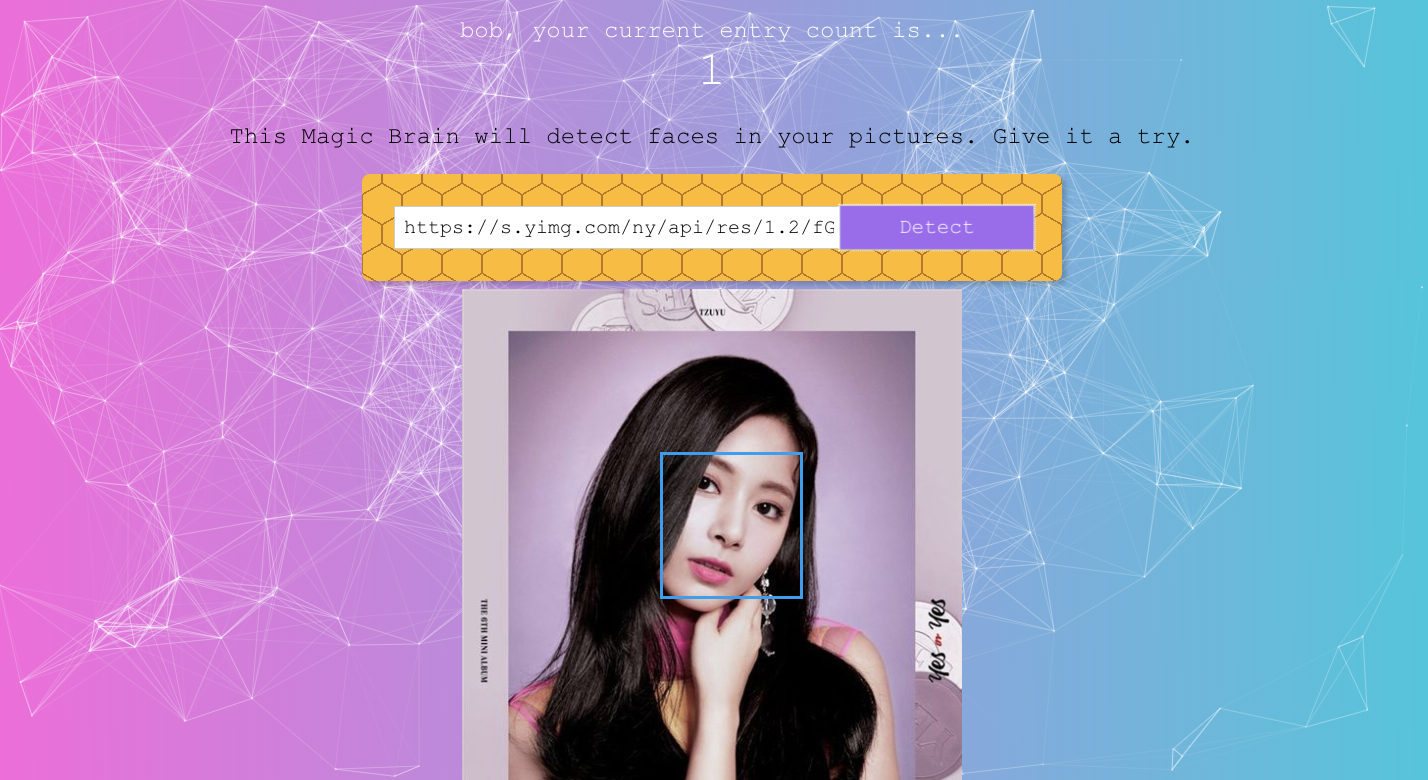 bob, your current entry count is...
1
This Magic Brain will detect faces in your pictures. Give it a try.
https://s.yimg.com/ny/api/res/1.2/fG
Detect
TZUYU
THE 6TH MINI ALBUM
Yes or Yes